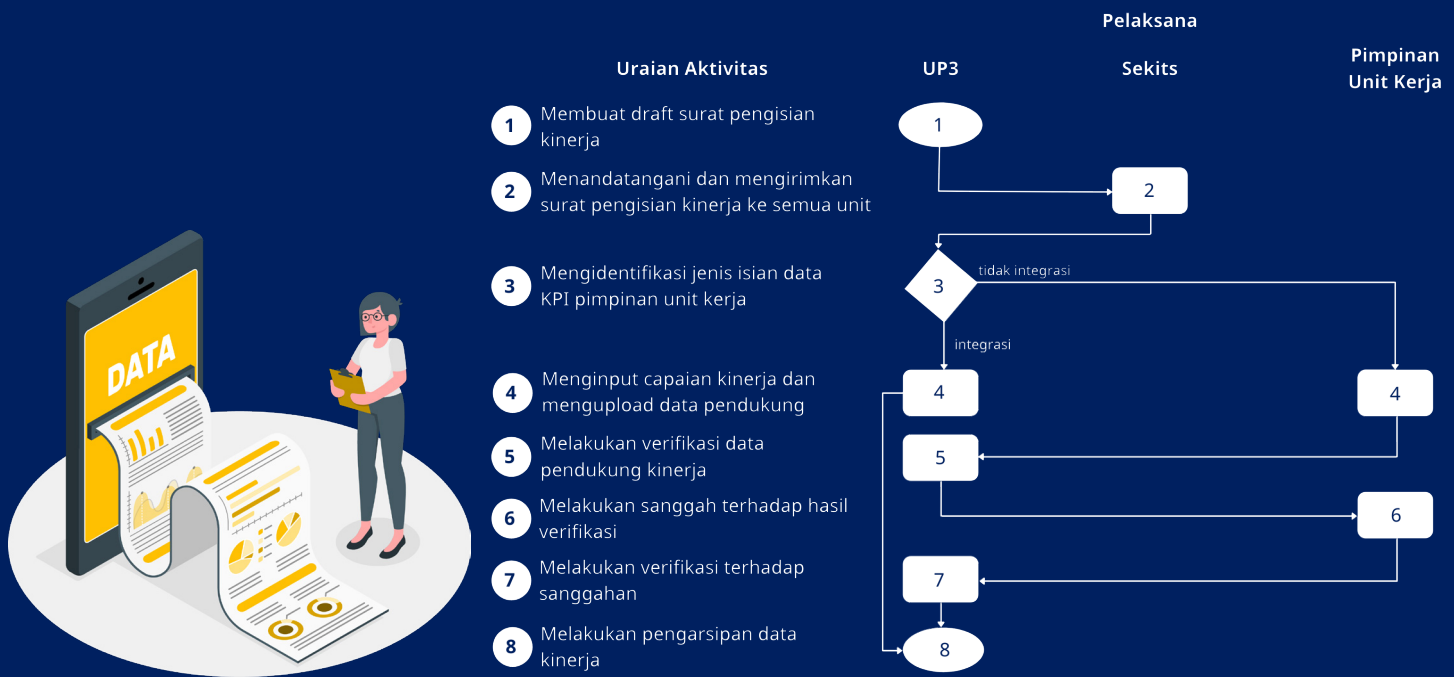 Pelaksana
Uraian Aktivitas
UP3
Sekits
Pimpinan
Unit Kerja
1
Membuat draft surat pengisian
kinerja
1
2
Menandatangani dan mengirimkan
surat pengisian kinerja ke semua unit
2
3
Mengidentifikasi jenis isian data
KPI pimpinan unit kerja
3
tidak integrasi
integrasi
4
Menginput capaian kinerja dan
mengupload data pendukung
4
4
5
Melakukan verifikasi data
pendukung kinerja
5
6
Melakukan sanggah terhadap hasil
verifikasi
6
7
Melakukan verifikasi terhadap
sanggahan
7
8
Melakukan pengarsipan data
kinerja
8
DATA